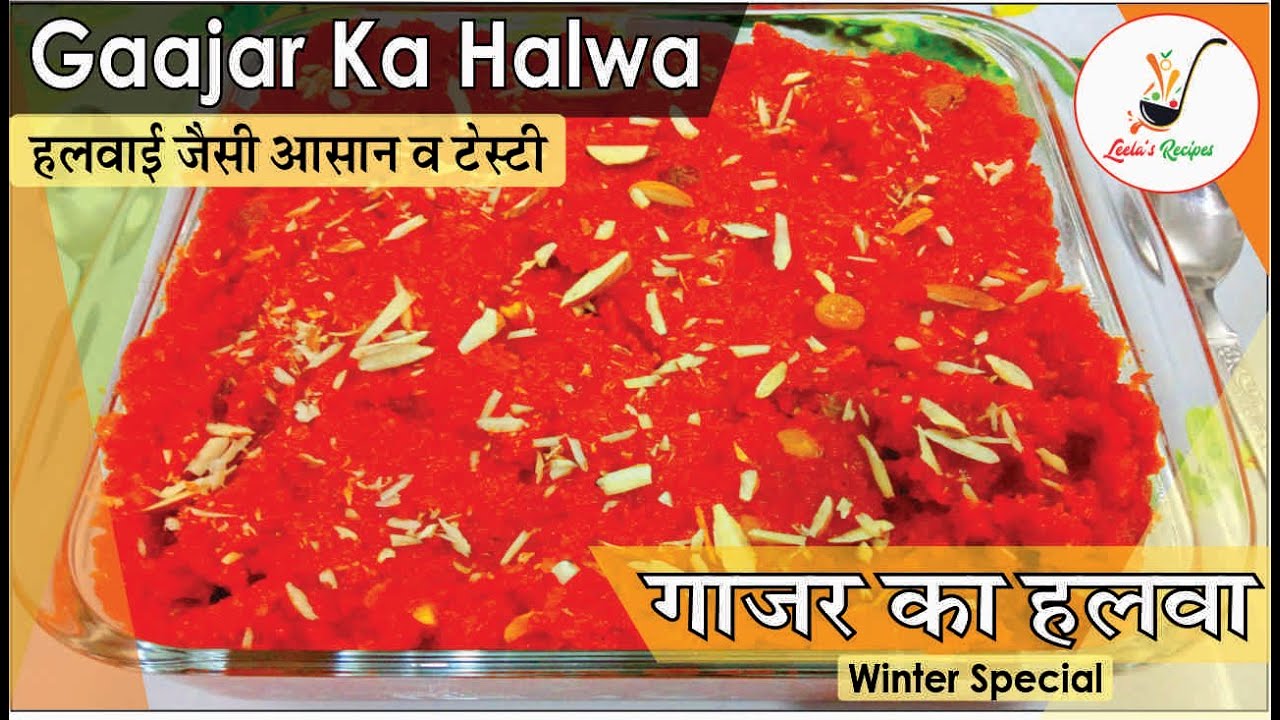 Gaajar Ka Halwa
हलवाई जैसी आसान व टेस्टी
Leela's Recipes
गाजर का हलवा
Winter Special